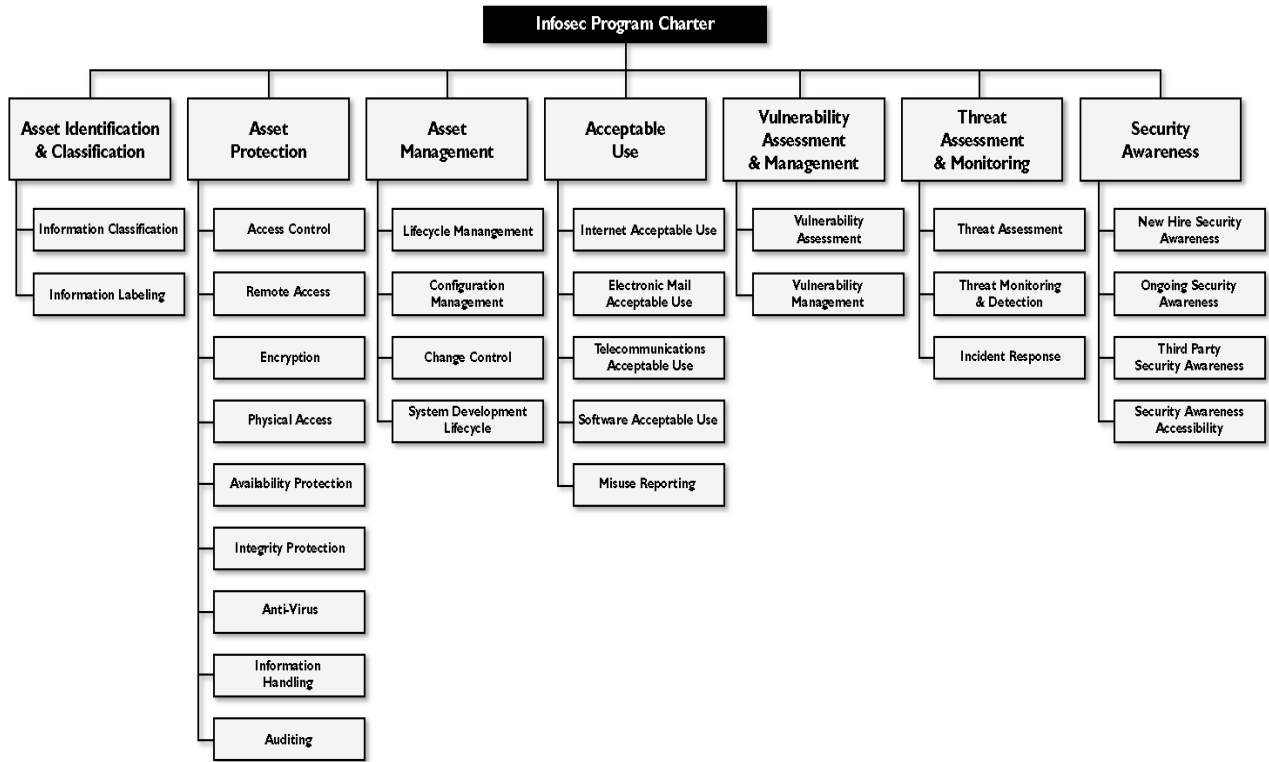 Infosec Program Charter
Asset Identification
& Classification
Information Classification
Information Labeling
Asset
Protection
Access Control
Remote Access
Encryption
Physical Access
Availability Protection
Integrity Protection
Anti-Virus
Information
Handling
Auditing
Asset
Management
Lifecycle Manangement
Configuration
Management
Change Control
System Development
Lifecycle
Acceptable
Use
Internet Acceptable Use
Electronic Mail
Acceptable Use
Telecommunications
Acceptable Use
Software Acceptable Use
Misuse Reporting
Vulnerability
Assessment
& Management
Vulnerability
Assessment
Vulnerability
Management
Threat
Assessment
& Monitoring
Threat Assessment
Threat Monitoring
& Detection
Incident Response
Security
Awareness
New Hire Security
Awareness
Ongoing Security
Awareness
Third Party
Security Awareness
Security Awareness
Accessibility